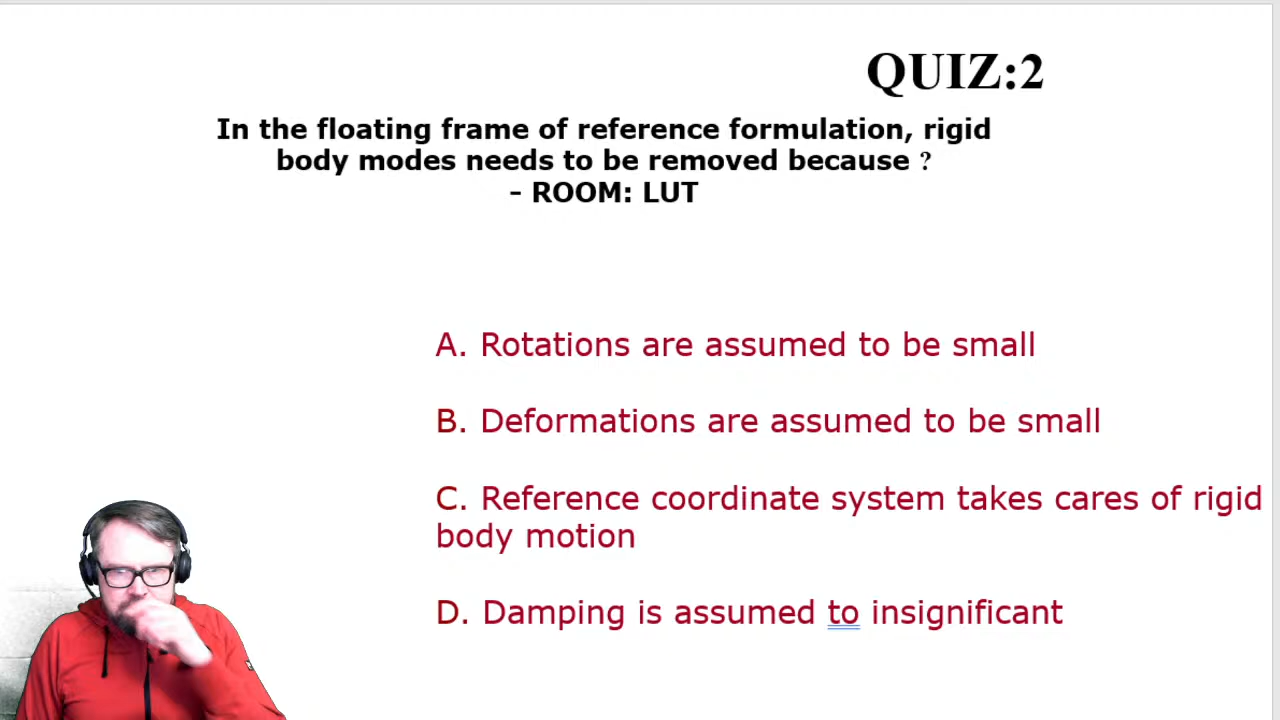 QUIZ:2
In the floating frame of reference formulation, rigid
body modes needs to be removed because ?
– ROOM: LUT
A. Rotations are assumed to be small
B. Deformations are assumed to be small
C. Reference coordinate system takes cares of rigid
body motion
D. Damping is assumed to insignificant